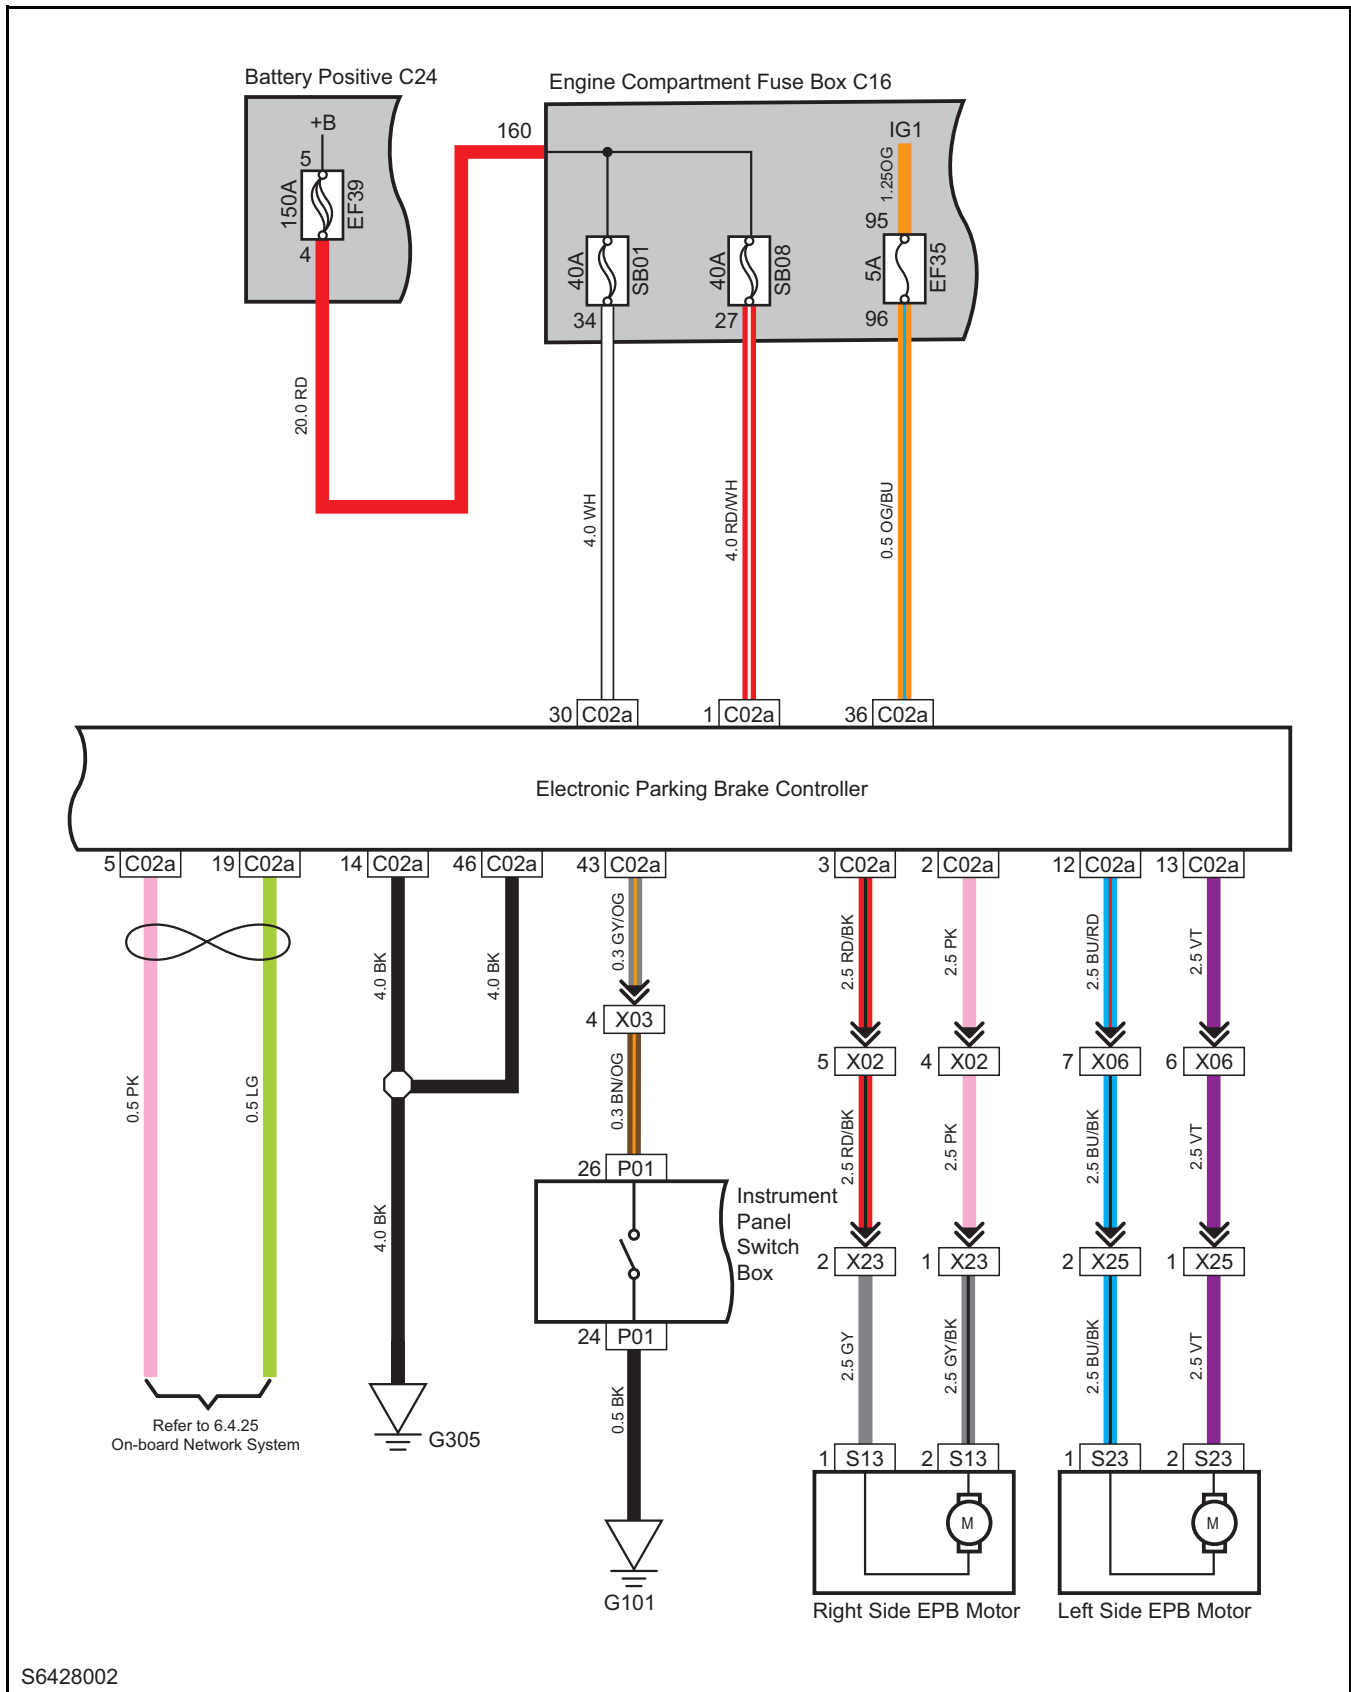 Battery Positive C24
Engine Compartment Fuse Box C16
+B
5
150A
EF39
4
160
IG1
1.25OG
95
40A
SB01
34
40A
SB08
27
5A
EF35
96
20.0 RD
4.0 WH
4.0 RD/WH
0.5 OG/BU
30 C02a
1 C02a
36 C02a
Electronic Parking Brake Controller
5 C02a
19 C02a
14 C02a
46 C02a
43 C02a
3 C02a
2 C02a
12 C02a
13 C02a
4.0 BK
4.0 BK
0.3 GY/OG
2.5 RD/BK
2.5 PK
2.5 BU/RD
2.5 VT
4 X03
5 X02
4 X02
7 X06
6 X06
0.5 PK
0.5 LG
0.3 BN/OG
2.5 RD/BK
2.5 PK
2.5 BU/BK
2.5 VT
26 P01
4.0 BK
Instrument
Panel
Switch
Box
2 X23
1 X23
2 X25
1 X25
24 P01
0.5 BK
2.5 GY
2.5 GY/BK
2.5 BU/BK
2.5 VT
Refer to 6.4.25
On-board Network System
G305
1 S13
2 S13
1 S23
2 S23
M
M
G101
Right Side EPB Motor
Left Side EPB Motor
S6428002